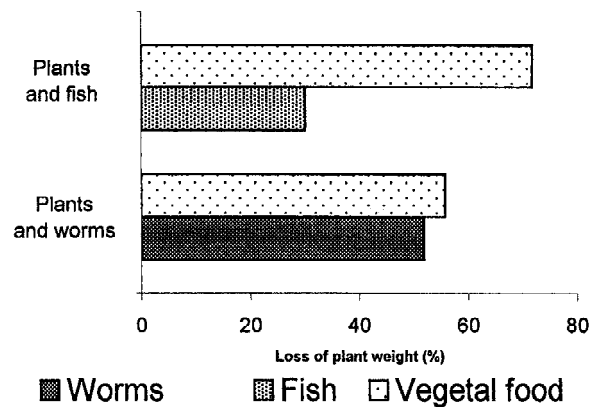 Plants
and fish
Plants
and worms
0 20 40 60 80
Loss of plant weight (%)
Worms Fish Vegetal food